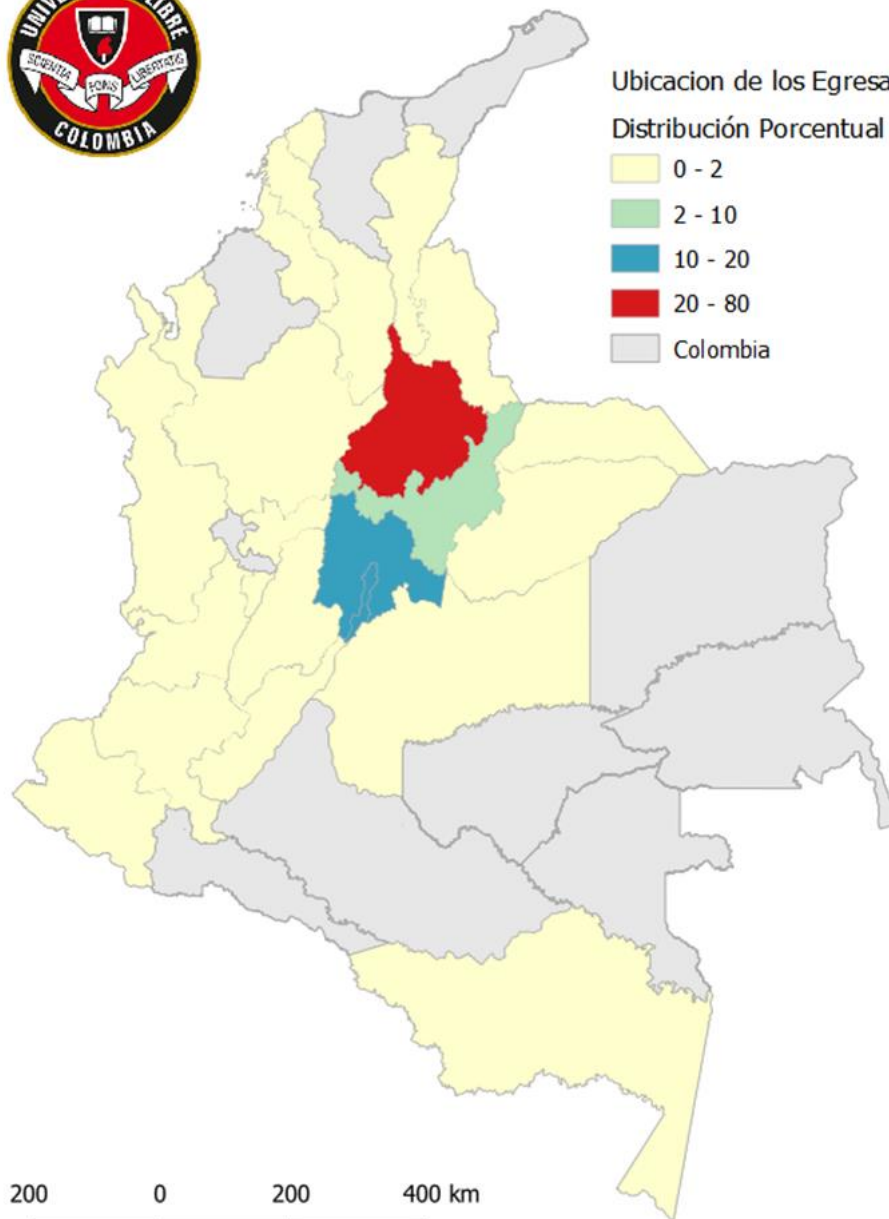 LIBRE
SCIENTIA
LIBERTATIS
COLOMBIA
Ubicacion de los Egresa
Distribución Porcentual
0 - 2
2 - 10
10 - 20
20 - 80
Colombia
200 0 200 400 km